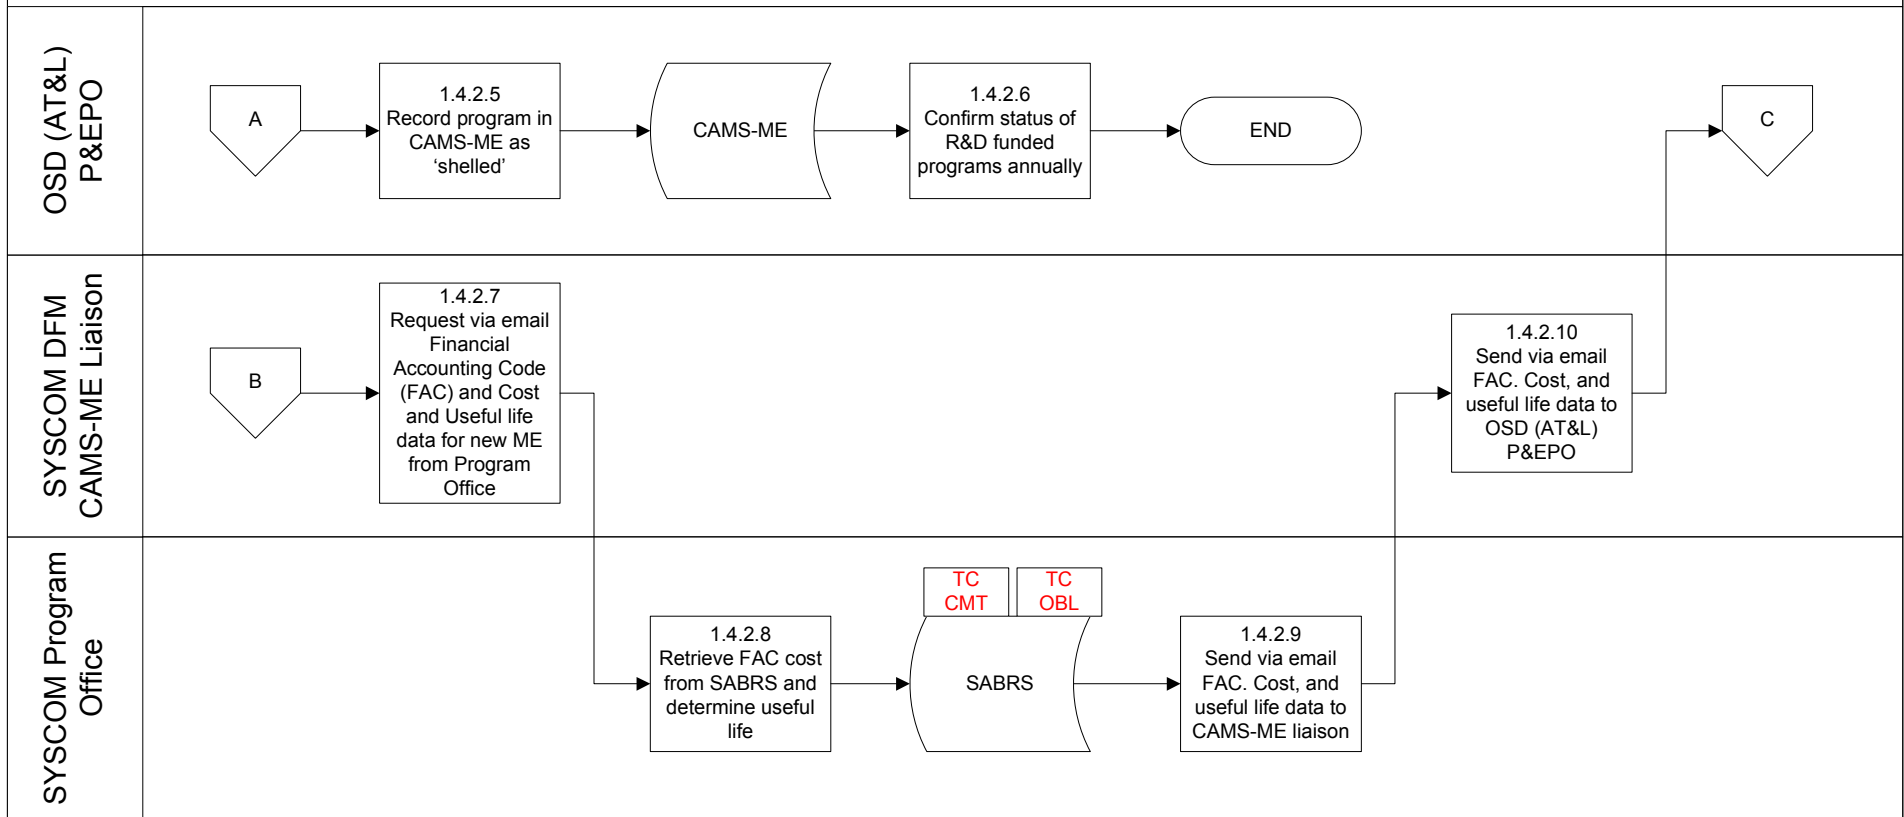 OSD (AT&L)
P&EPO
A
1.4.2.5
Record program in
CAMS-ME as
‘shelled’
CAMS-ME
1.4.2.6
Confirm status of
R&D funded
programs annually
END
C
SYSCOM DFM
CAMS-ME Liaison
B
1.4.2.7
Request via email
Financial
Accounting Code
(FAC) and Cost
and Useful life
data for new ME
from Program
Office
1.4.2.10
Send via email
FAC. Cost, and
useful life data to
OSD (AT&L)
P&EPO
SYSCOM Program
Office
1.4.2.8
Retrieve FAC cost
from SABRS and
determine useful
life
TC
CMT
TC
OBL
SABRS
1.4.2.9
Send via email
FAC. Cost, and
useful life data to
CAMS-ME liaison